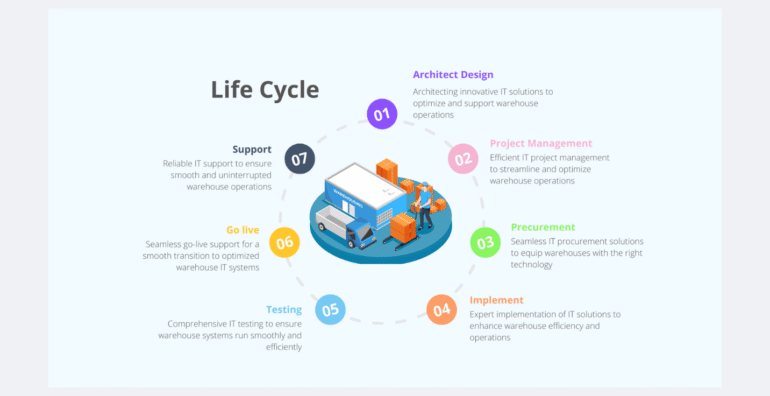 Life Cycle
01
Architect Design
Architecting innovative IT solutions to
optimize and support warehouse
operations
02
Project Management
Efficient IT project management
to streamline and optimize
warehouse operations
03
Procurement
Seamless IT procurement solutions
to equip warehouses with the right
technology
04
Implement
Expert implementation of IT solutions to
enhance warehouse efficiency and
operations
05
Testing
Comprehensive IT testing to ensure
warehouse systems run smoothly and
efficiently
06
Go live
Seamless go-live support for a
smooth transition to optimized
warehouse IT systems
07
Support
Reliable IT support to ensure
smooth and uninterrupted
warehouse operations